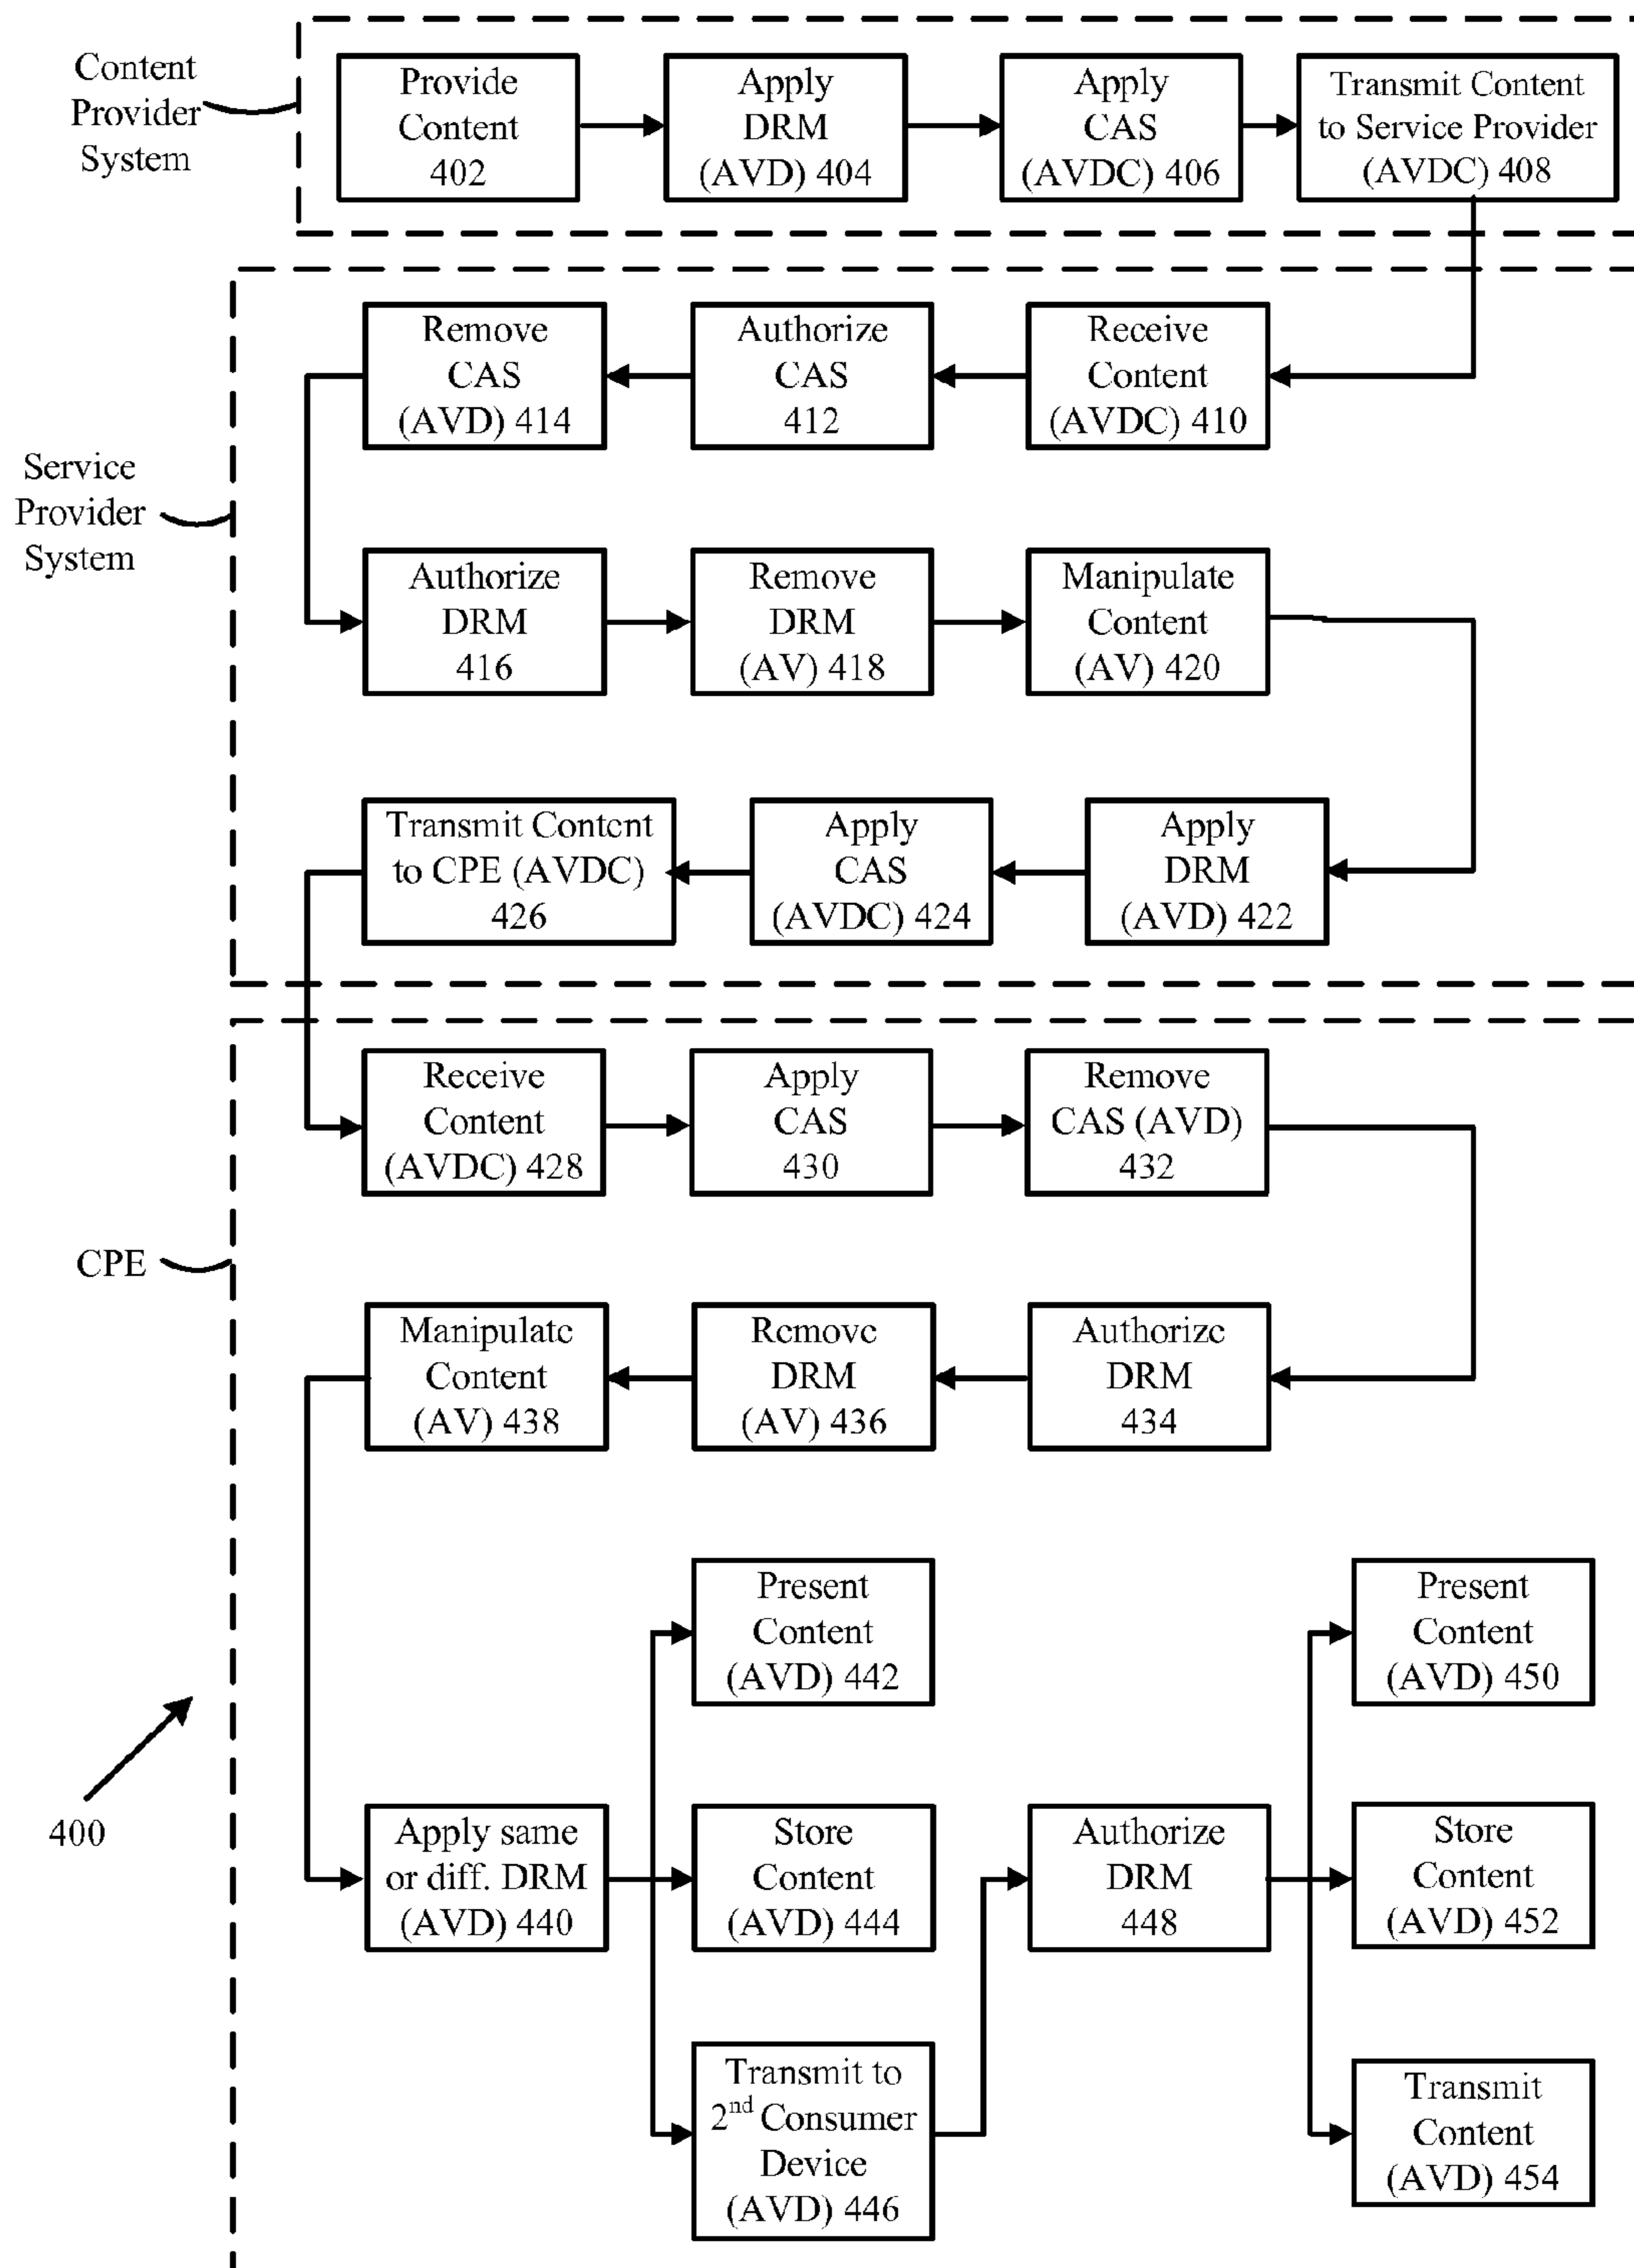 Content
Provider
System
Provide
Content
402
Apply
DRM
(AVD) 404
Apply
CAS
(AVDC) 406
Transmit Content
to Service Provider
(AVDC) 408
Remove
CAS
(AVD) 414
Authorize
CAS
412
Receive
Content
(AVDC) 410
Service
Provider
System
Authorize
DRM
416
Remove
DRM
(AV) 418
Manipulate
Content
(AV) 420
Transmit Content
to CPE (AVDC)
426
Apply
CAS
(AVDC) 424
Apply
DRM
(AVD) 422
Receive
Content
(AVDC) 428
Apply
CAS
430
Remove
CAS (AVD)
432
CPE
Manipulate
Content
(AV) 438
Remove
DRM
(AV) 436
Authorize
DRM
434
Present
Content
(AVD) 442
Present
Content
(AVD) 450
400
Apply same
or diff. DRM
(AVD) 440
Store
Content
(AVD) 444
Authorize
DRM
448
Store
Content
(AVD) 452
Transmit to
2nd Consumer
Device
(AVD) 446
Transmit
Content
(AVD) 454